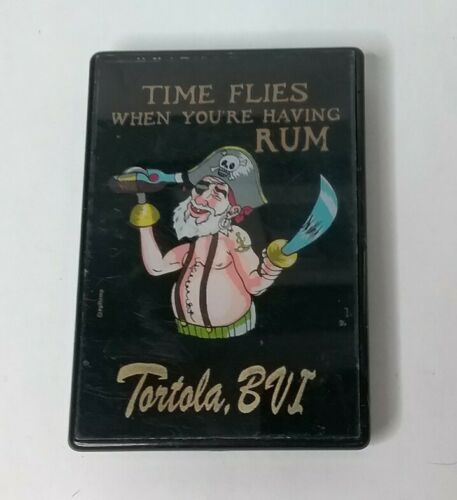 TIME FLIES
WHEN YOU'RE HAVING
RUM
Tortola, BVI